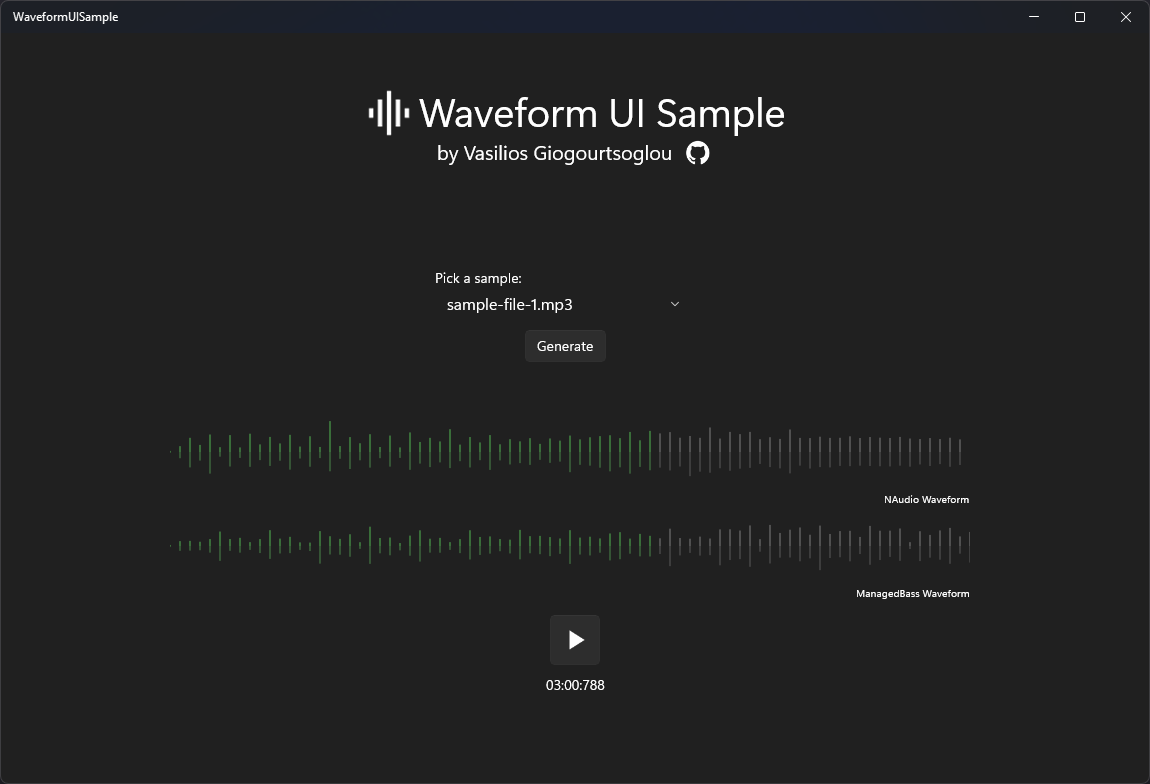 WaveformUISample
Waveform UI Sample
by Vasilios Giogourtsoglou
Pick a sample:
sample-file-1.mp3
Generate
NAudio Waveform
ManagedBass Waveform
03:00:788